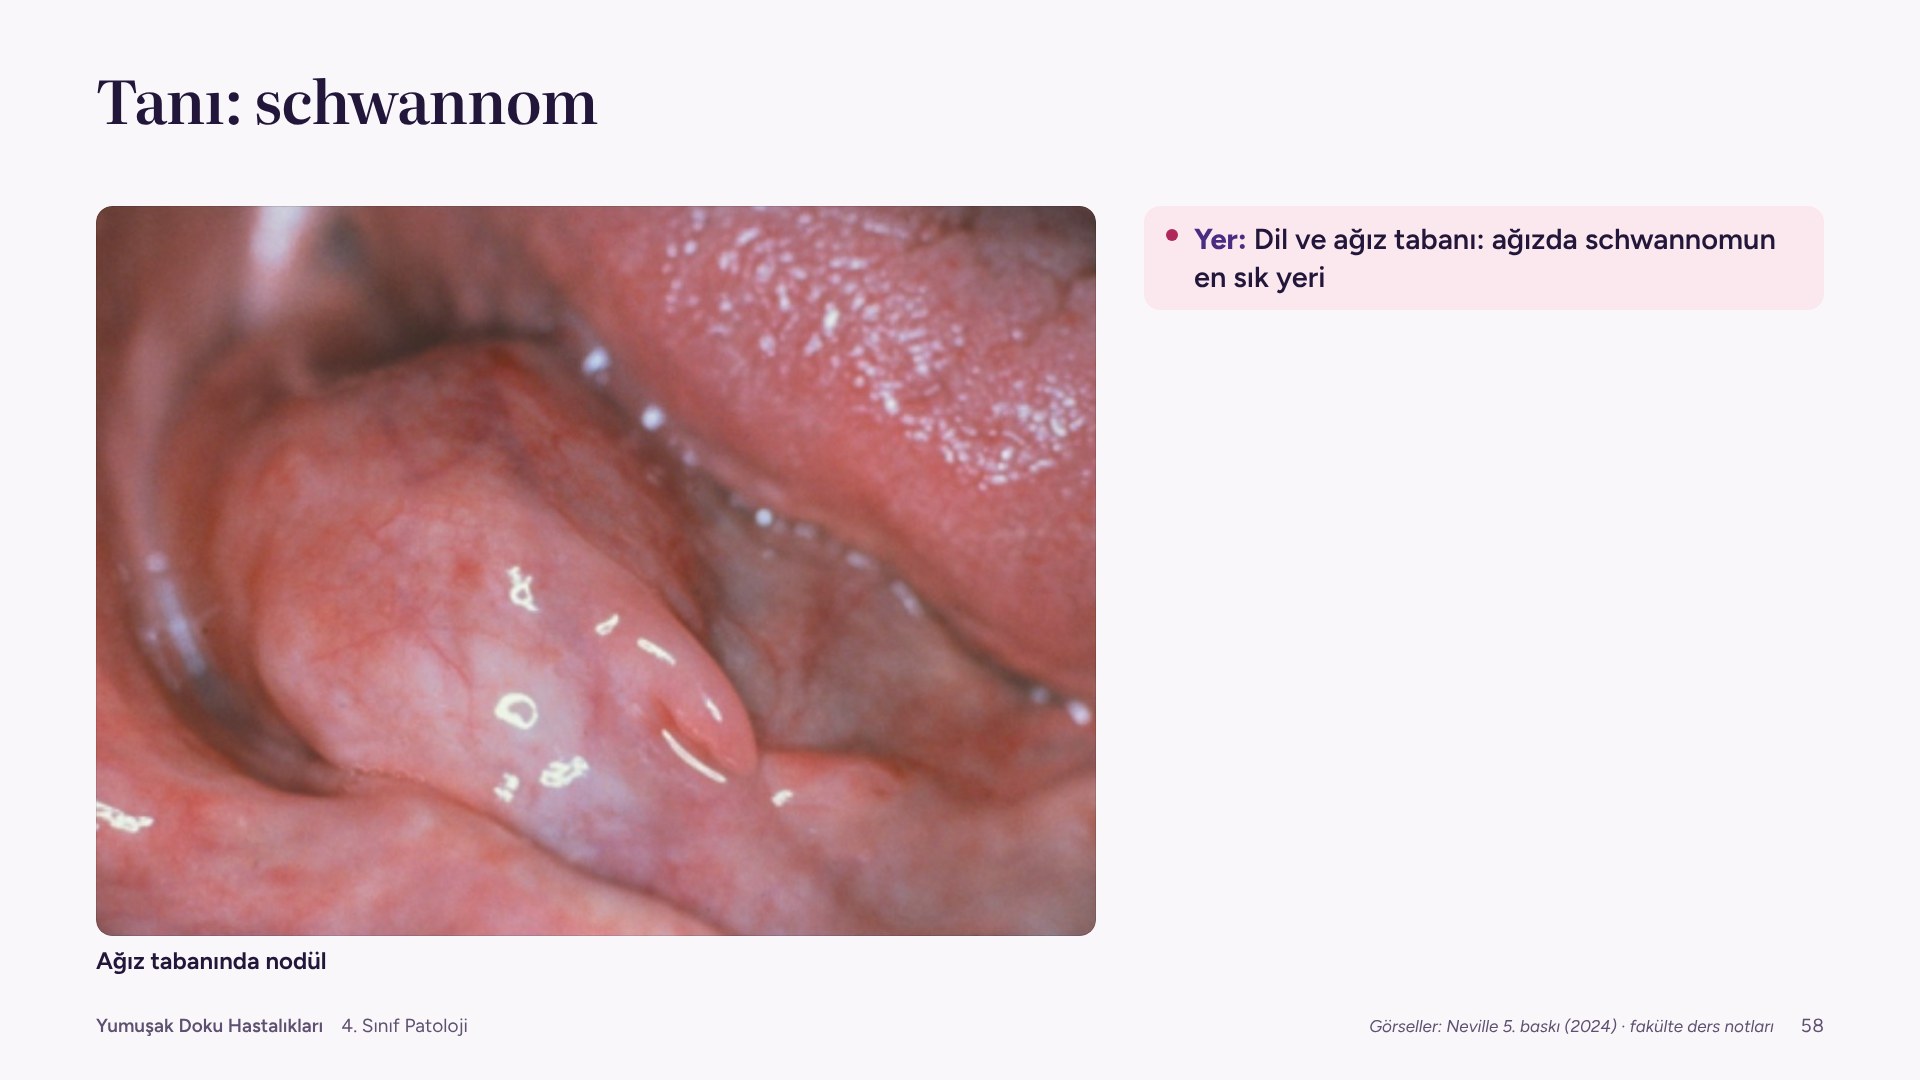 Tanı: schwannom
Yer: Dil ve ağız tabanı: ağızda schwannomun
en sık yeri
Ağız tabanında nodül
Yumuşak Doku Hastalıkları 4. Sınıf Patoloji
Görseller: Neville 5. baskı (2024) · fakülte ders notları 58